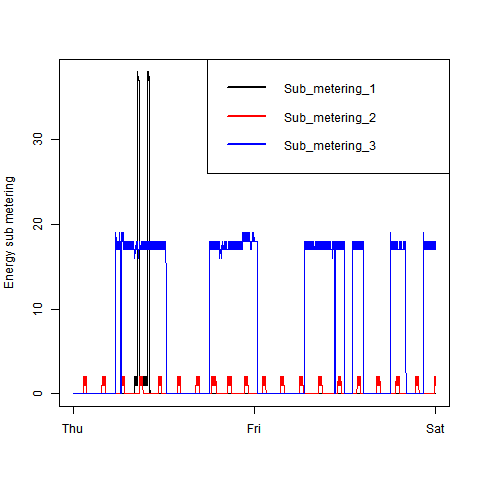 Sub_metering_1
Sub_metering_2
Sub_metering_3
Energy sub metering
30
20
10
0
Thu Fri Sat